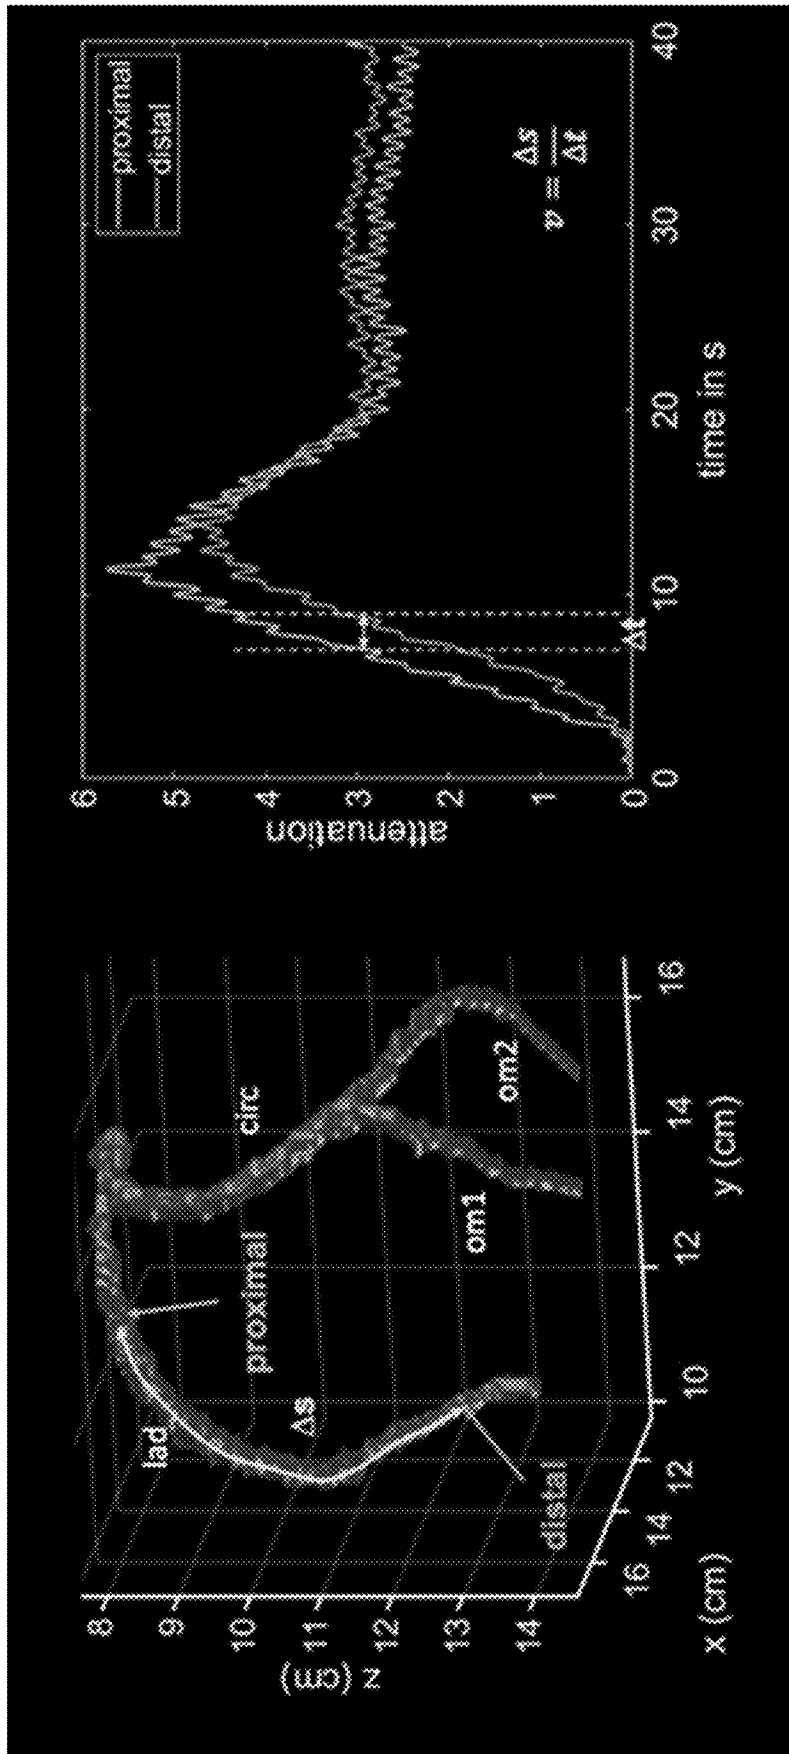 8
9
10
11
12
13
14
z (cm)
16
14
12
x (cm)
10
12
14
16
y (cm)
lad
Δs
proximal
distal
circ
om1
om2
6
5
4
3
2
1
0
attenuation
0
10
20
30
40
time in s
Δt
proximal
distal
v = Δs/Δt